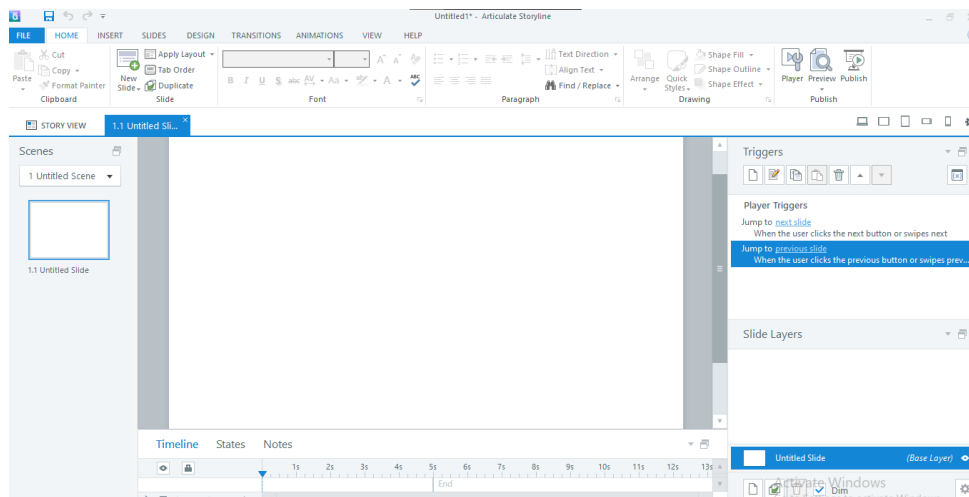 Untitled1* - Articulate Storyline
FILE HOME INSERT SLIDES DESIGN TRANSITIONS ANIMATIONS VIEW HELP
Paste
Cut
Copy
Format Painter
Clipboard
New Slide
Apply Layout
Tab Order
Duplicate
Slide
B I U S abc AV Aa A
Font
Text Direction
Align Text
Find / Replace
Paragraph
Arrange
Quick Styles
Shape Fill
Shape Outline
Shape Effect
Drawing
Player Preview Publish
Publish
STORY VIEW
1.1 Untitled Sli...
Scenes
1 Untitled Scene
1.1 Untitled Slide
Triggers
Player Triggers
Jump to next slide
When the user clicks the next button or swipes next
Jump to previous slide
When the user clicks the previous button or swipes prev...
Slide Layers
Timeline States Notes
1s 2s 3s 4s 5s 6s 7s 8s 9s 10s 11s 12s 13s
End
Untitled Slide (Base Layer)
Activate Windows
Dim